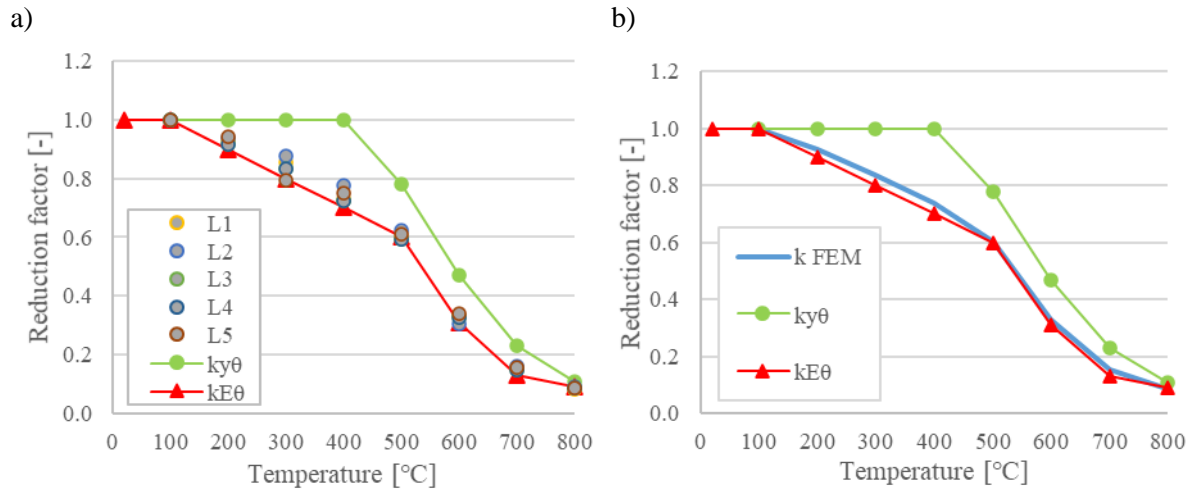 a)
1.2
1.0
0.8
0.6
0.4
0.2
0.0
Reduction factor [-]
L1
L2
L3
L4
L5
kyθ
kEθ
0 100 200 300 400 500 600 700 800
Temperature [°C]
b)
1.2
1.0
0.8
0.6
0.4
0.2
0.0
Reduction factor [-]
k FEM
kyθ
kEθ
0 100 200 300 400 500 600 700 800
Temperature [°C]